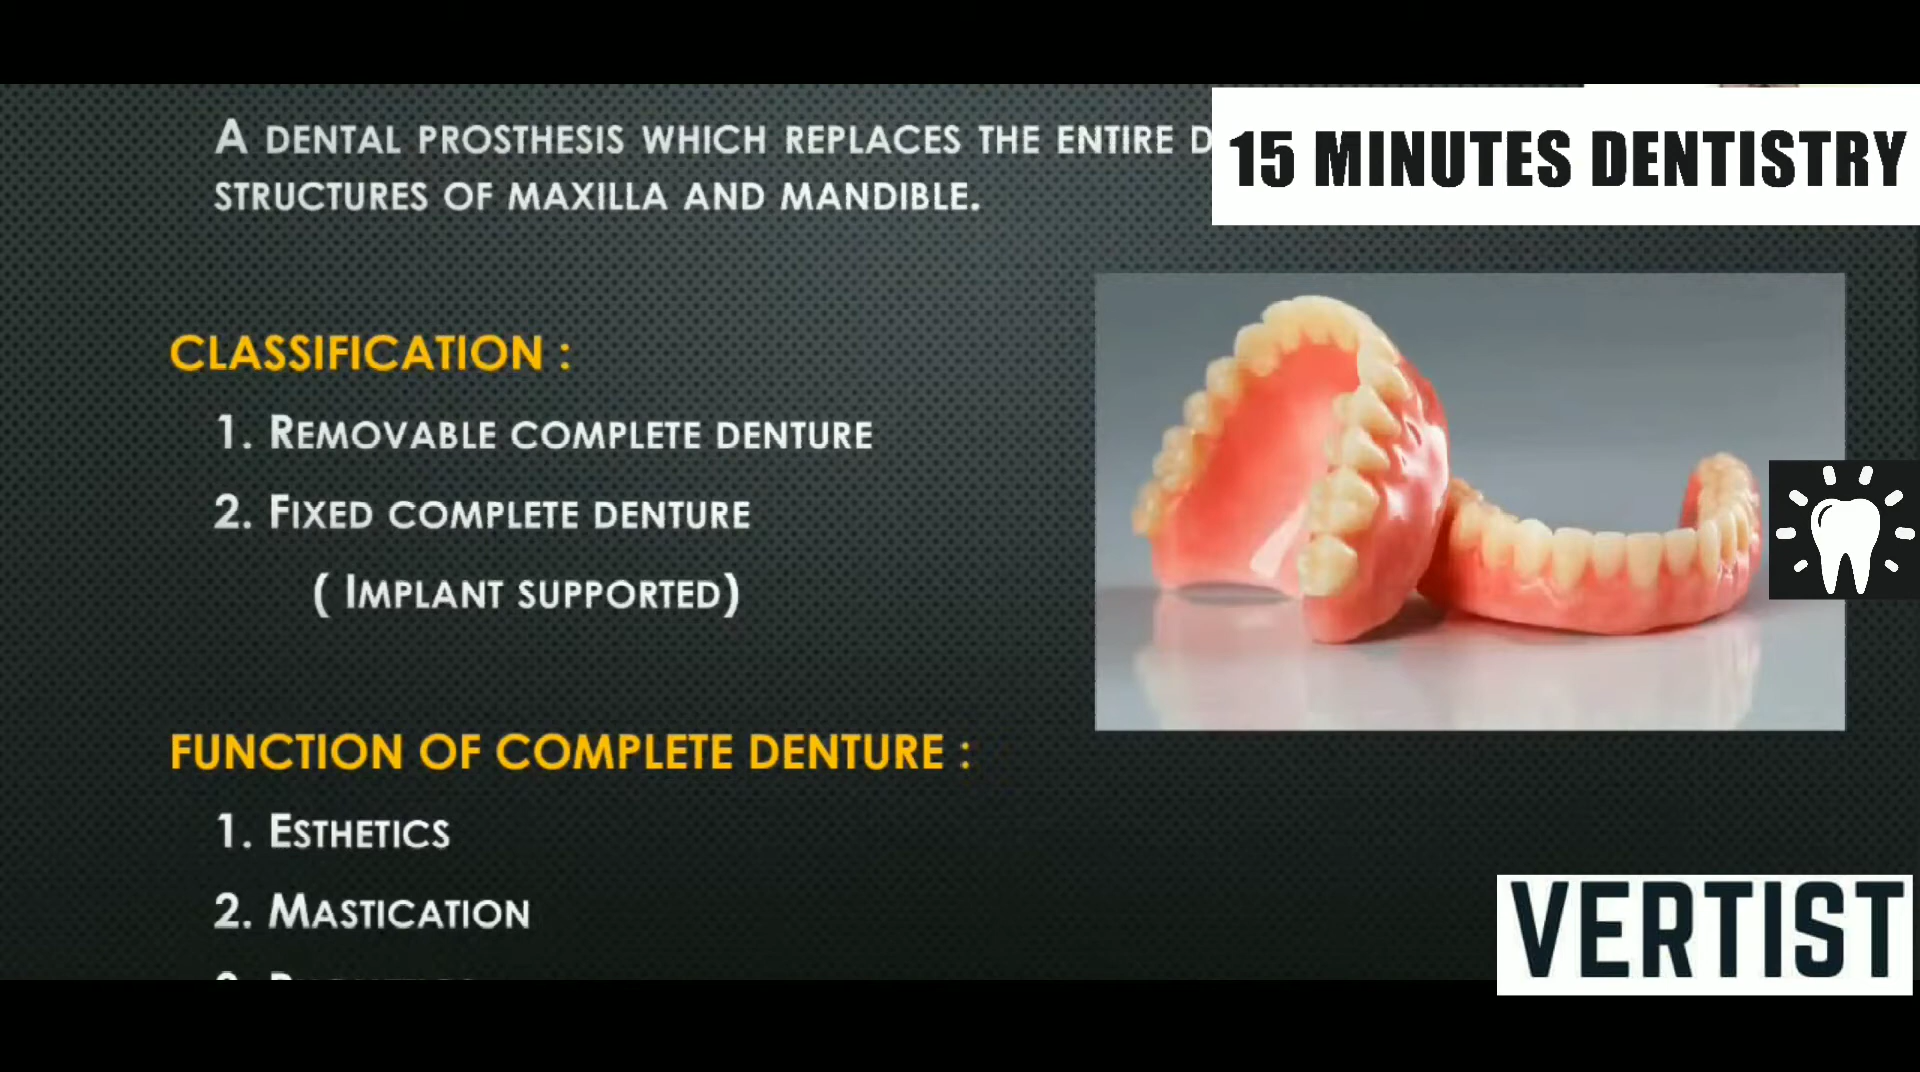 A DENTAL PROSTHESIS WHICH REPLACES THE ENTIRE
15 MINUTES DENTISTRY
STRUCTURES OF MAXILLA AND MANDIBLE.
CLASSIFICATION :
1. REMOVABLE COMPLETE DENTURE
2. FIXED COMPLETE DENTURE
( IMPLANT SUPPORTED)
FUNCTION OF COMPLETE DENTURE :
1. ESTHETICS
2. MASTICATION
VERTIST